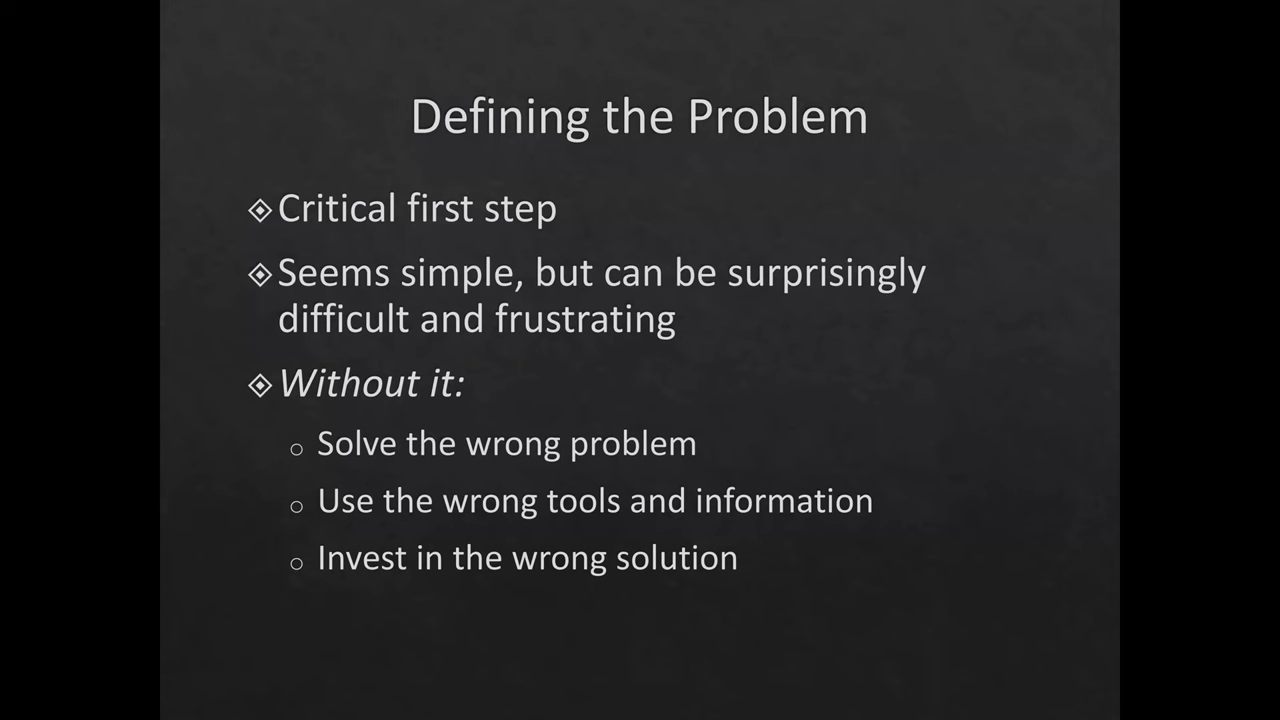 Defining the Problem
Critical first step
Seems simple, but can be surprisingly
difficult and frustrating
Without it:
Solve the wrong problem
Use the wrong tools and information
Invest in the wrong solution